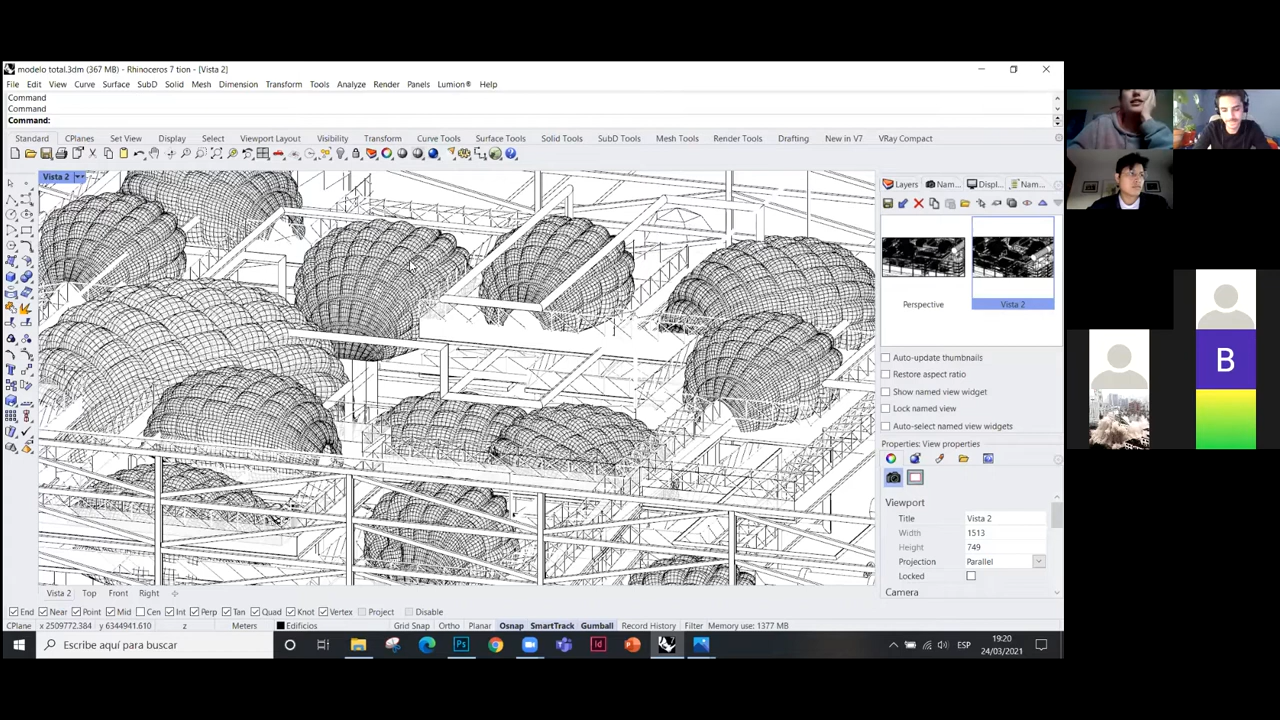 modelo total.3dm (367 MB) - Rhinoceros 7 tion - [Vista 2]
File Edit View Curve Surface SubD Solid Mesh Dimension Transform Tools Analyze Render Panels Lumion® Help
Command
Command
Command:
Standard CPlanes Set View Display Select Viewport Layout Visibility Transform Curve Tools Surface Tools Solid Tools SubD Tools Mesh Tools Render Tools Drafting New in V7 VRay Compact
Vista 2
Layers Nam... Displ... Nam...
Perspective Vista 2
Auto-update thumbnails
Restore aspect ratio
Show named view widget
Lock named view
Auto-select named view widgets
Properties: View properties
Viewport
Title Vista 2
Width 1513
Height 749
Projection Parallel
Locked
Camera
Vista 2 Top Front Right
End Near Point Mid Cen Int Perp Tan Quad Knot Vertex Project Disable
CPlane x 2509772.384 y 6344941.610 z Meters Edificios Grid Snap Ortho Planar Osnap SmartTrack Gumball Record History Filter Memory use: 1377 MB
Escribe aquí para buscar
ESP
19:20
24/03/2021
B